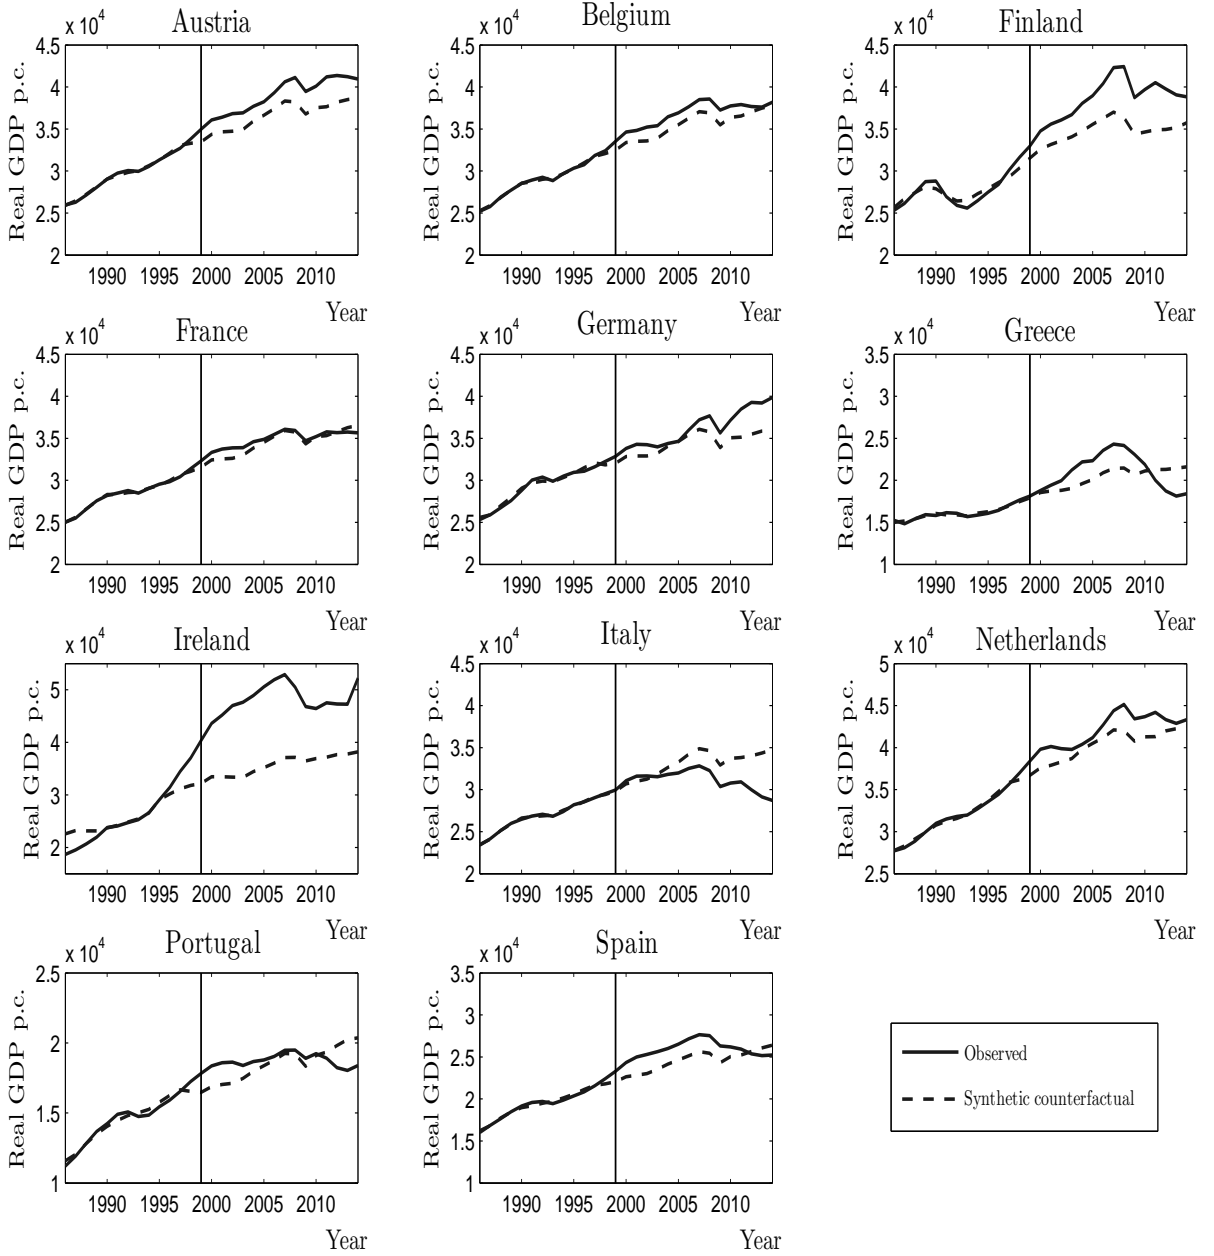 Austria
x 10^4
Real GDP p.c.
4.5
4
3.5
3
2.5
2
1990 1995 2000 2005 2010
Year
Belgium
x 10^4
Real GDP p.c.
4.5
4
3.5
3
2.5
2
1990 1995 2000 2005 2010
Year
Finland
x 10^4
Real GDP p.c.
4.5
4
3.5
3
2.5
2
1990 1995 2000 2005 2010
Year
France
x 10^4
Real GDP p.c.
4.5
4
3.5
3
2.5
2
1990 1995 2000 2005 2010
Year
Germany
x 10^4
Real GDP p.c.
4.5
4
3.5
3
2.5
2
1990 1995 2000 2005 2010
Year
Greece
x 10^4
Real GDP p.c.
3.5
3
2.5
2
1.5
1
1990 1995 2000 2005 2010
Year
Ireland
x 10^4
Real GDP p.c.
5
4
3
2
1990 1995 2000 2005 2010
Year
Italy
x 10^4
Real GDP p.c.
4.5
4
3.5
3
2.5
2
1990 1995 2000 2005 2010
Year
Netherlands
x 10^4
Real GDP p.c.
5
4.5
4
3.5
3
2.5
1990 1995 2000 2005 2010
Year
Portugal
x 10^4
Real GDP p.c.
2.5
2
1.5
1
1990 1995 2000 2005 2010
Year
Spain
x 10^4
Real GDP p.c.
3.5
3
2.5
2
1.5
1
1990 1995 2000 2005 2010
Year
Observed
Synthetic counterfactual